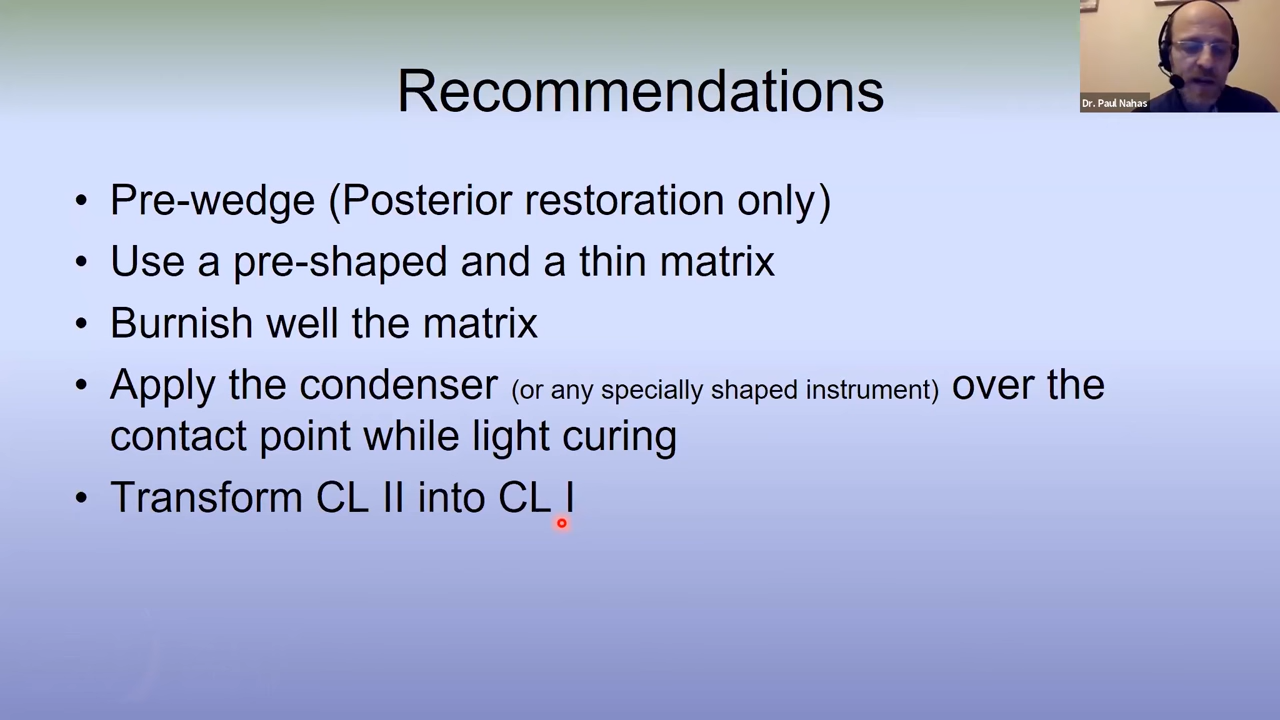 Recommendations
Dr. Paul Nahas
• Pre-wedge (Posterior restoration only)
• Use a pre-shaped and a thin matrix
• Burnish well the matrix
• Apply the condenser (or any specially shaped instrument) over the
contact point while light curing
• Transform CL II into CL I